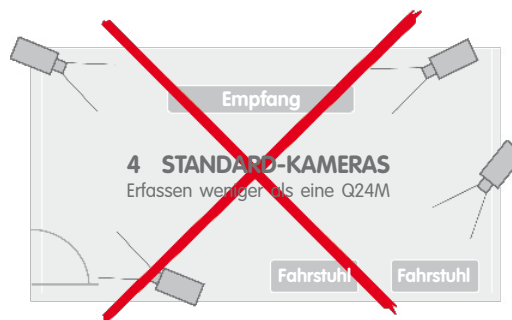 Empfang
4 STANDARD-KAMERAS
Erfassen weniger als eine Q24M
Fahrstuhl
Fahrstuhl